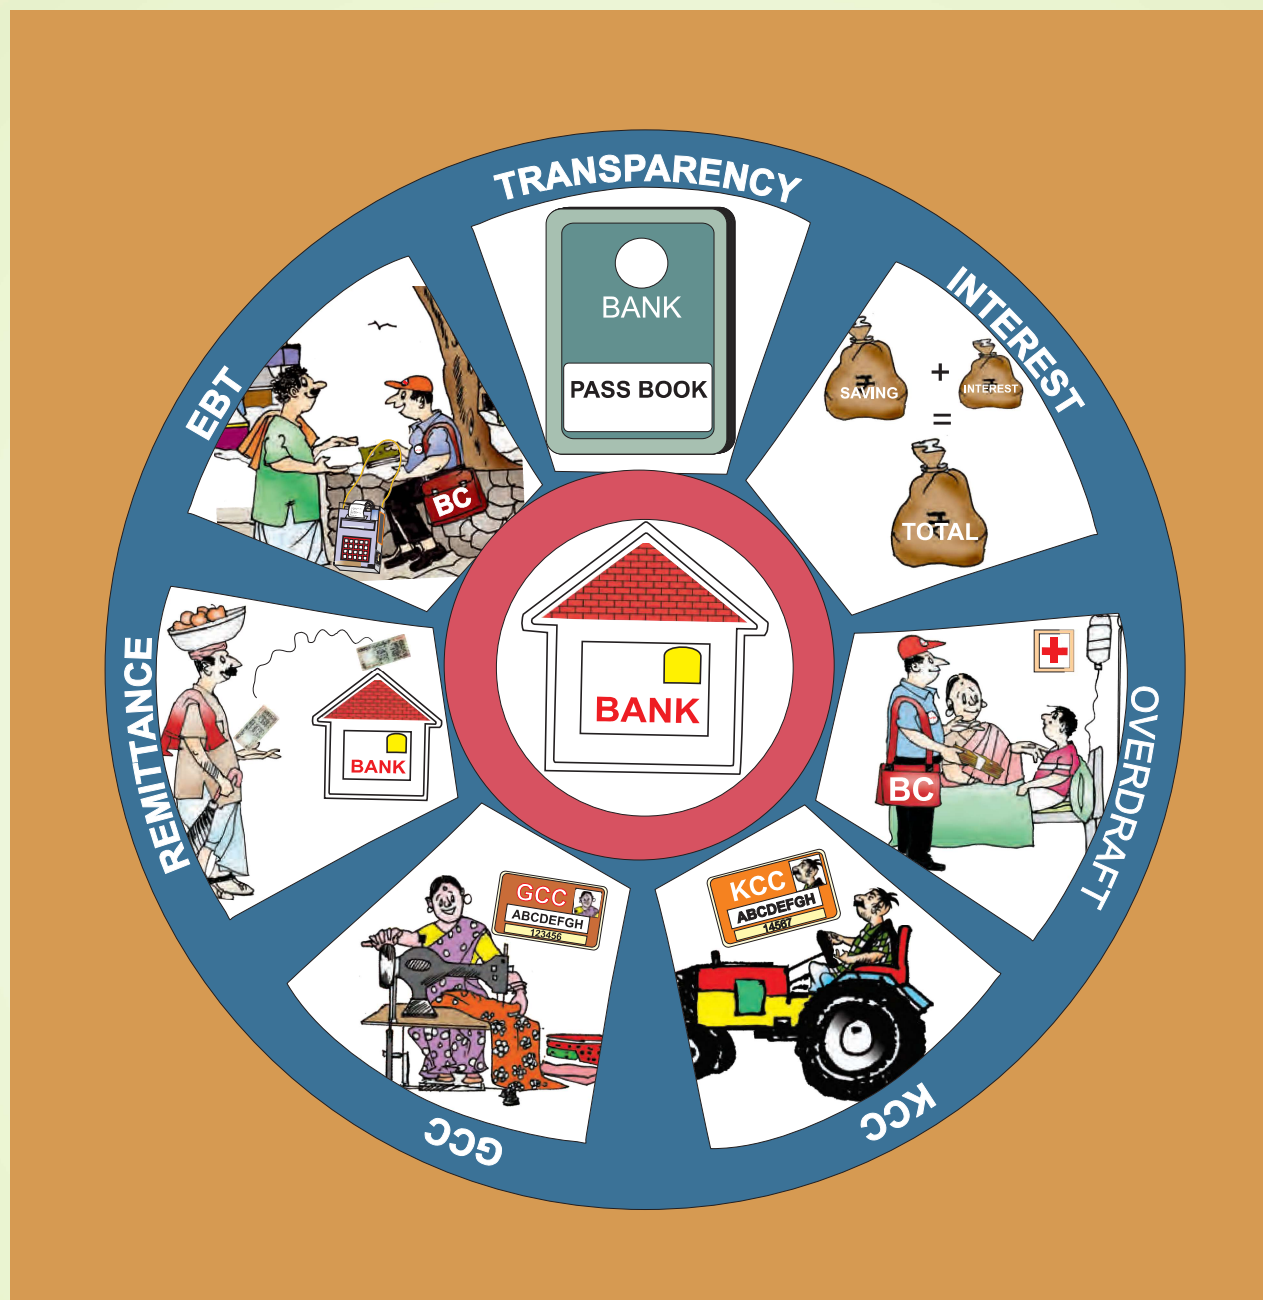 TRANSPARENCY
BANK
PASS BOOK
INTEREST
SAVING
+
INTEREST
=
TOTAL
OVERDRAFT
BC
KCC
KCC
ABCDEFGH
14567
GCC
GCC
ABCDEFGH
123456
REMITTANCE
BANK
EBT
BC
BANK